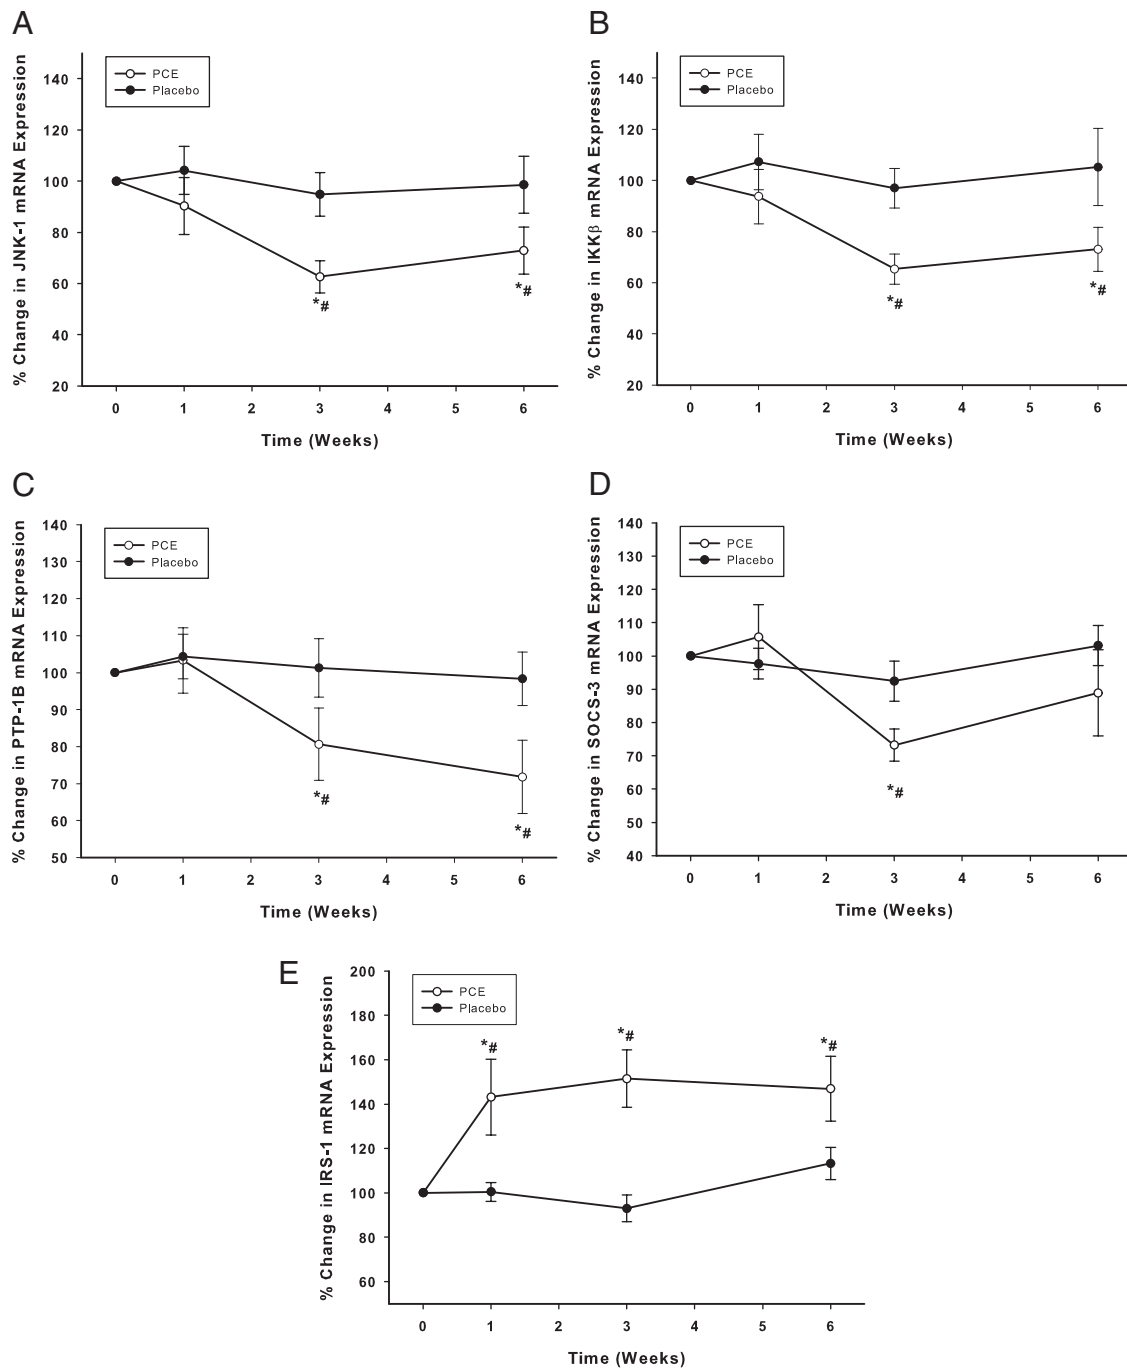 A
% Change in JNK-1 mRNA Expression
PCE
Placebo
140
120
100
80
60
40
20
0 1 2 3 4 5 6
*#
*#
Time (Weeks)
B
% Change in IKKβ mRNA Expression
PCE
Placebo
140
120
100
80
60
40
20
0 1 2 3 4 5 6
*#
*#
Time (Weeks)
C
% Change in PTP-1B mRNA Expression
PCE
Placebo
140
130
120
110
100
90
80
70
60
50
0 1 2 3 4 5 6
*#
*#
Time (Weeks)
D
% Change in SOCS-3 mRNA Expression
PCE
Placebo
140
130
120
110
100
90
80
70
60
50
40
0 1 2 3 4 5 6
*#
Time (Weeks)
E
% Change in IRS-1 mRNA Expression
PCE
Placebo
200
180
160
140
120
100
80
60
*#
*#
*#
0 1 2 3 4 5 6
Time (Weeks)